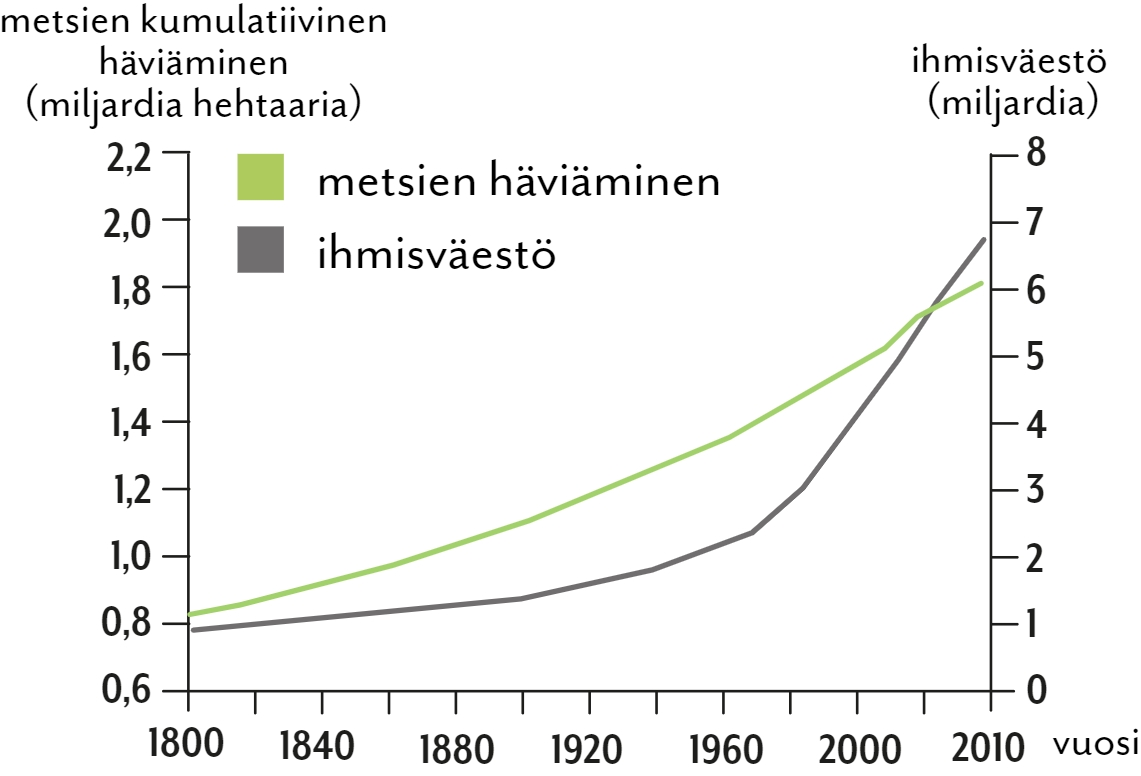 metsien kumulatiivinen
häviäminen
(miljardia hehtaaria)
ihmisväestö
(miljardia)
2,2
2,0
1,8
1,6
1,4
1,2
1,0
0,8
0,6
metsien häviäminen
ihmisväestö
8
7
6
5
4
3
2
1
0
1800 1840 1880 1920 1960 2000 2010 vuosi